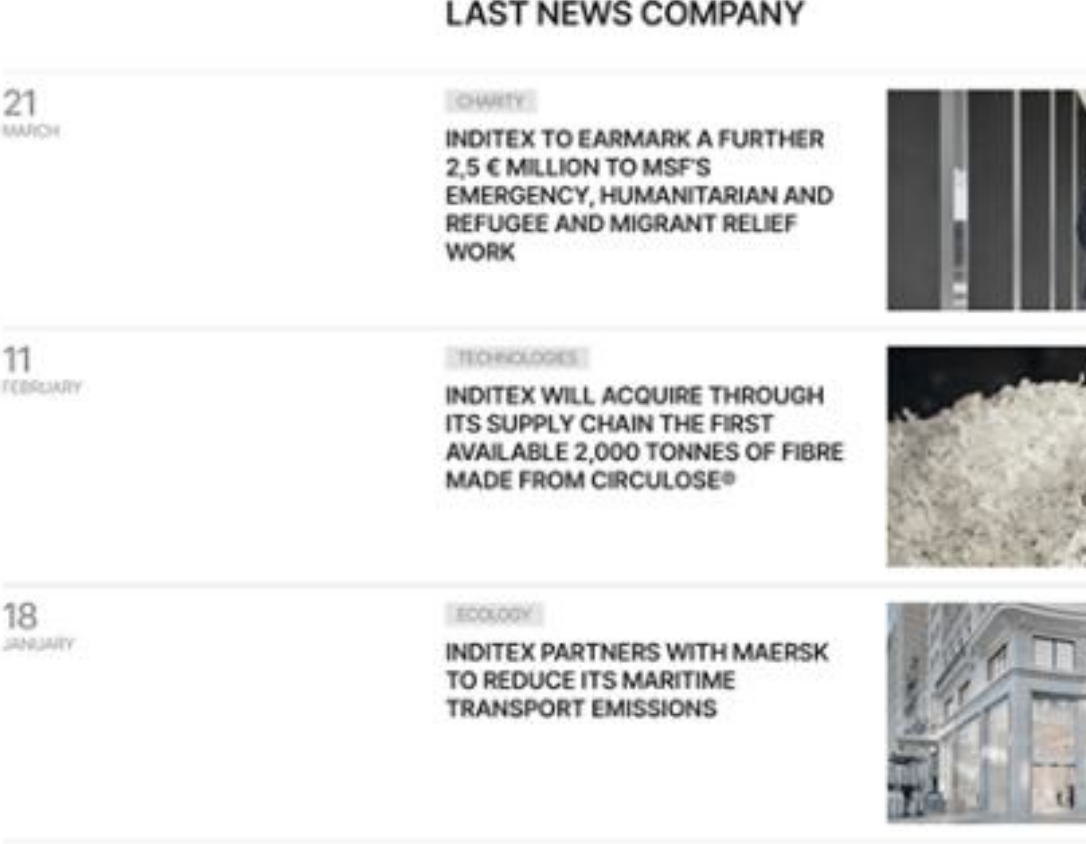 LAST NEWS COMPANY
21
MARCH
CHARITY
INDITEX TO EARMARK A FURTHER
2,5 € MILLION TO MSF'S
EMERGENCY, HUMANITARIAN AND
REFUGEE AND MIGRANT RELIEF
WORK
11
FEBRUARY
TECHNOLOGIES
INDITEX WILL ACQUIRE THROUGH
ITS SUPPLY CHAIN THE FIRST
AVAILABLE 2,000 TONNES OF FIBRE
MADE FROM CIRCULOSE®
18
JANUARY
ECOLOGY
INDITEX PARTNERS WITH MAERSK
TO REDUCE ITS MARITIME
TRANSPORT EMISSIONS